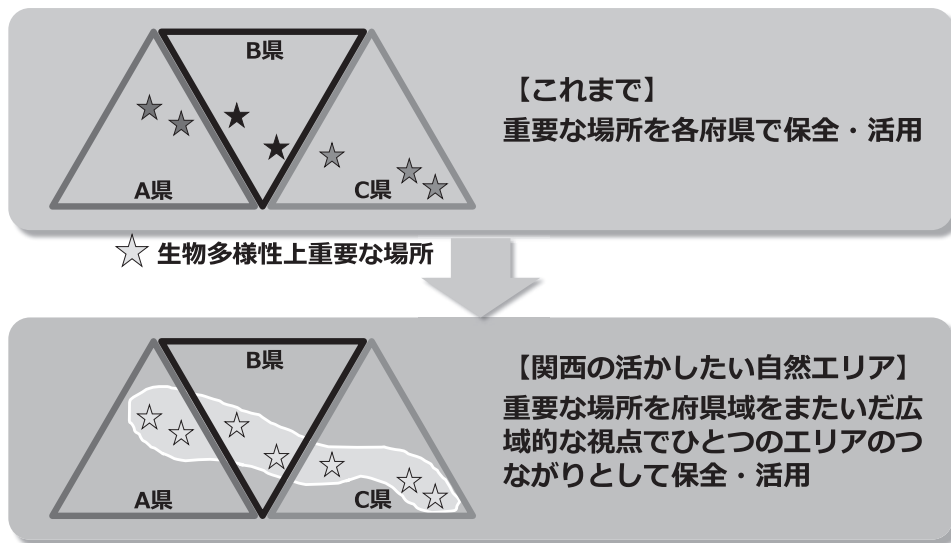 B県
A県
C県
【これまで】
重要な場所を各府県で保全・活用
生物多様性上重要な場所
B県
A県
C県
【関西の活かしたい自然エリア】
重要な場所を府県域をまたいだ広
域的な視点でひとつのエリアのつ
ながりとして保全・活用